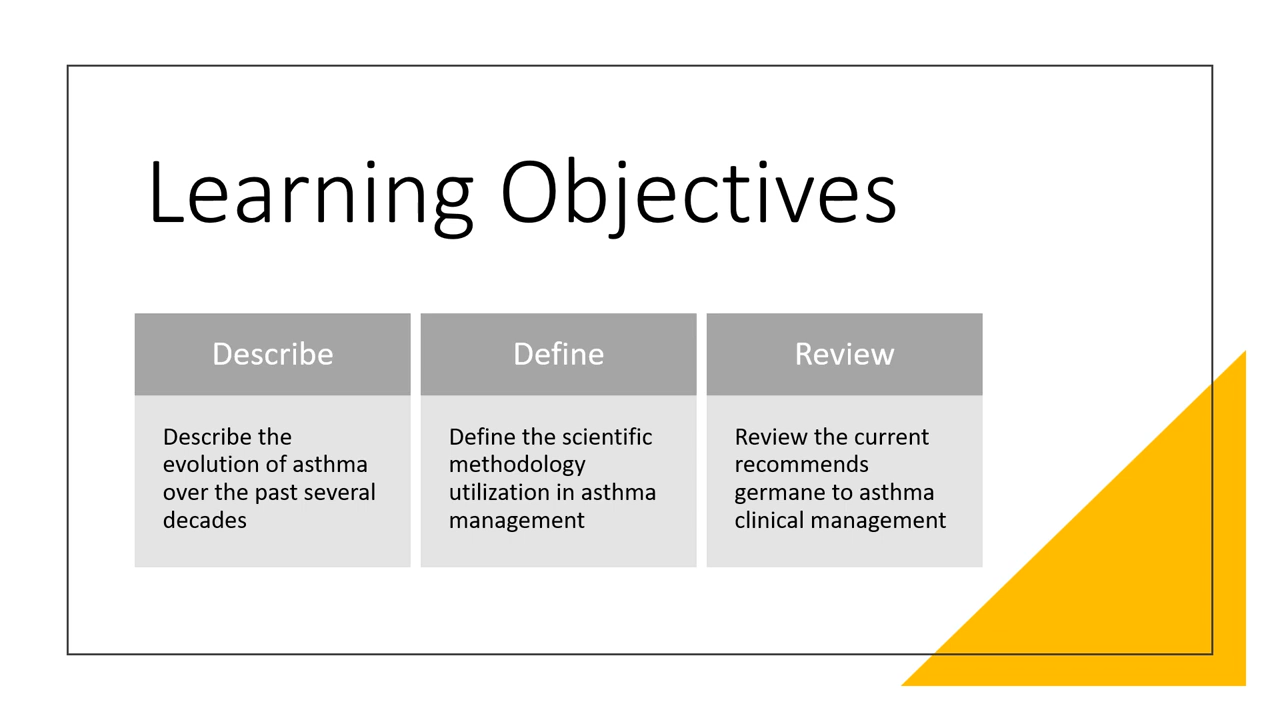 Learning Objectives
Describe
Describe the
evolution of asthma
over the past several
decades
Define
Define the scientific
methodology
utilization in asthma
management
Review
Review the current
recommends
germane to asthma
clinical management